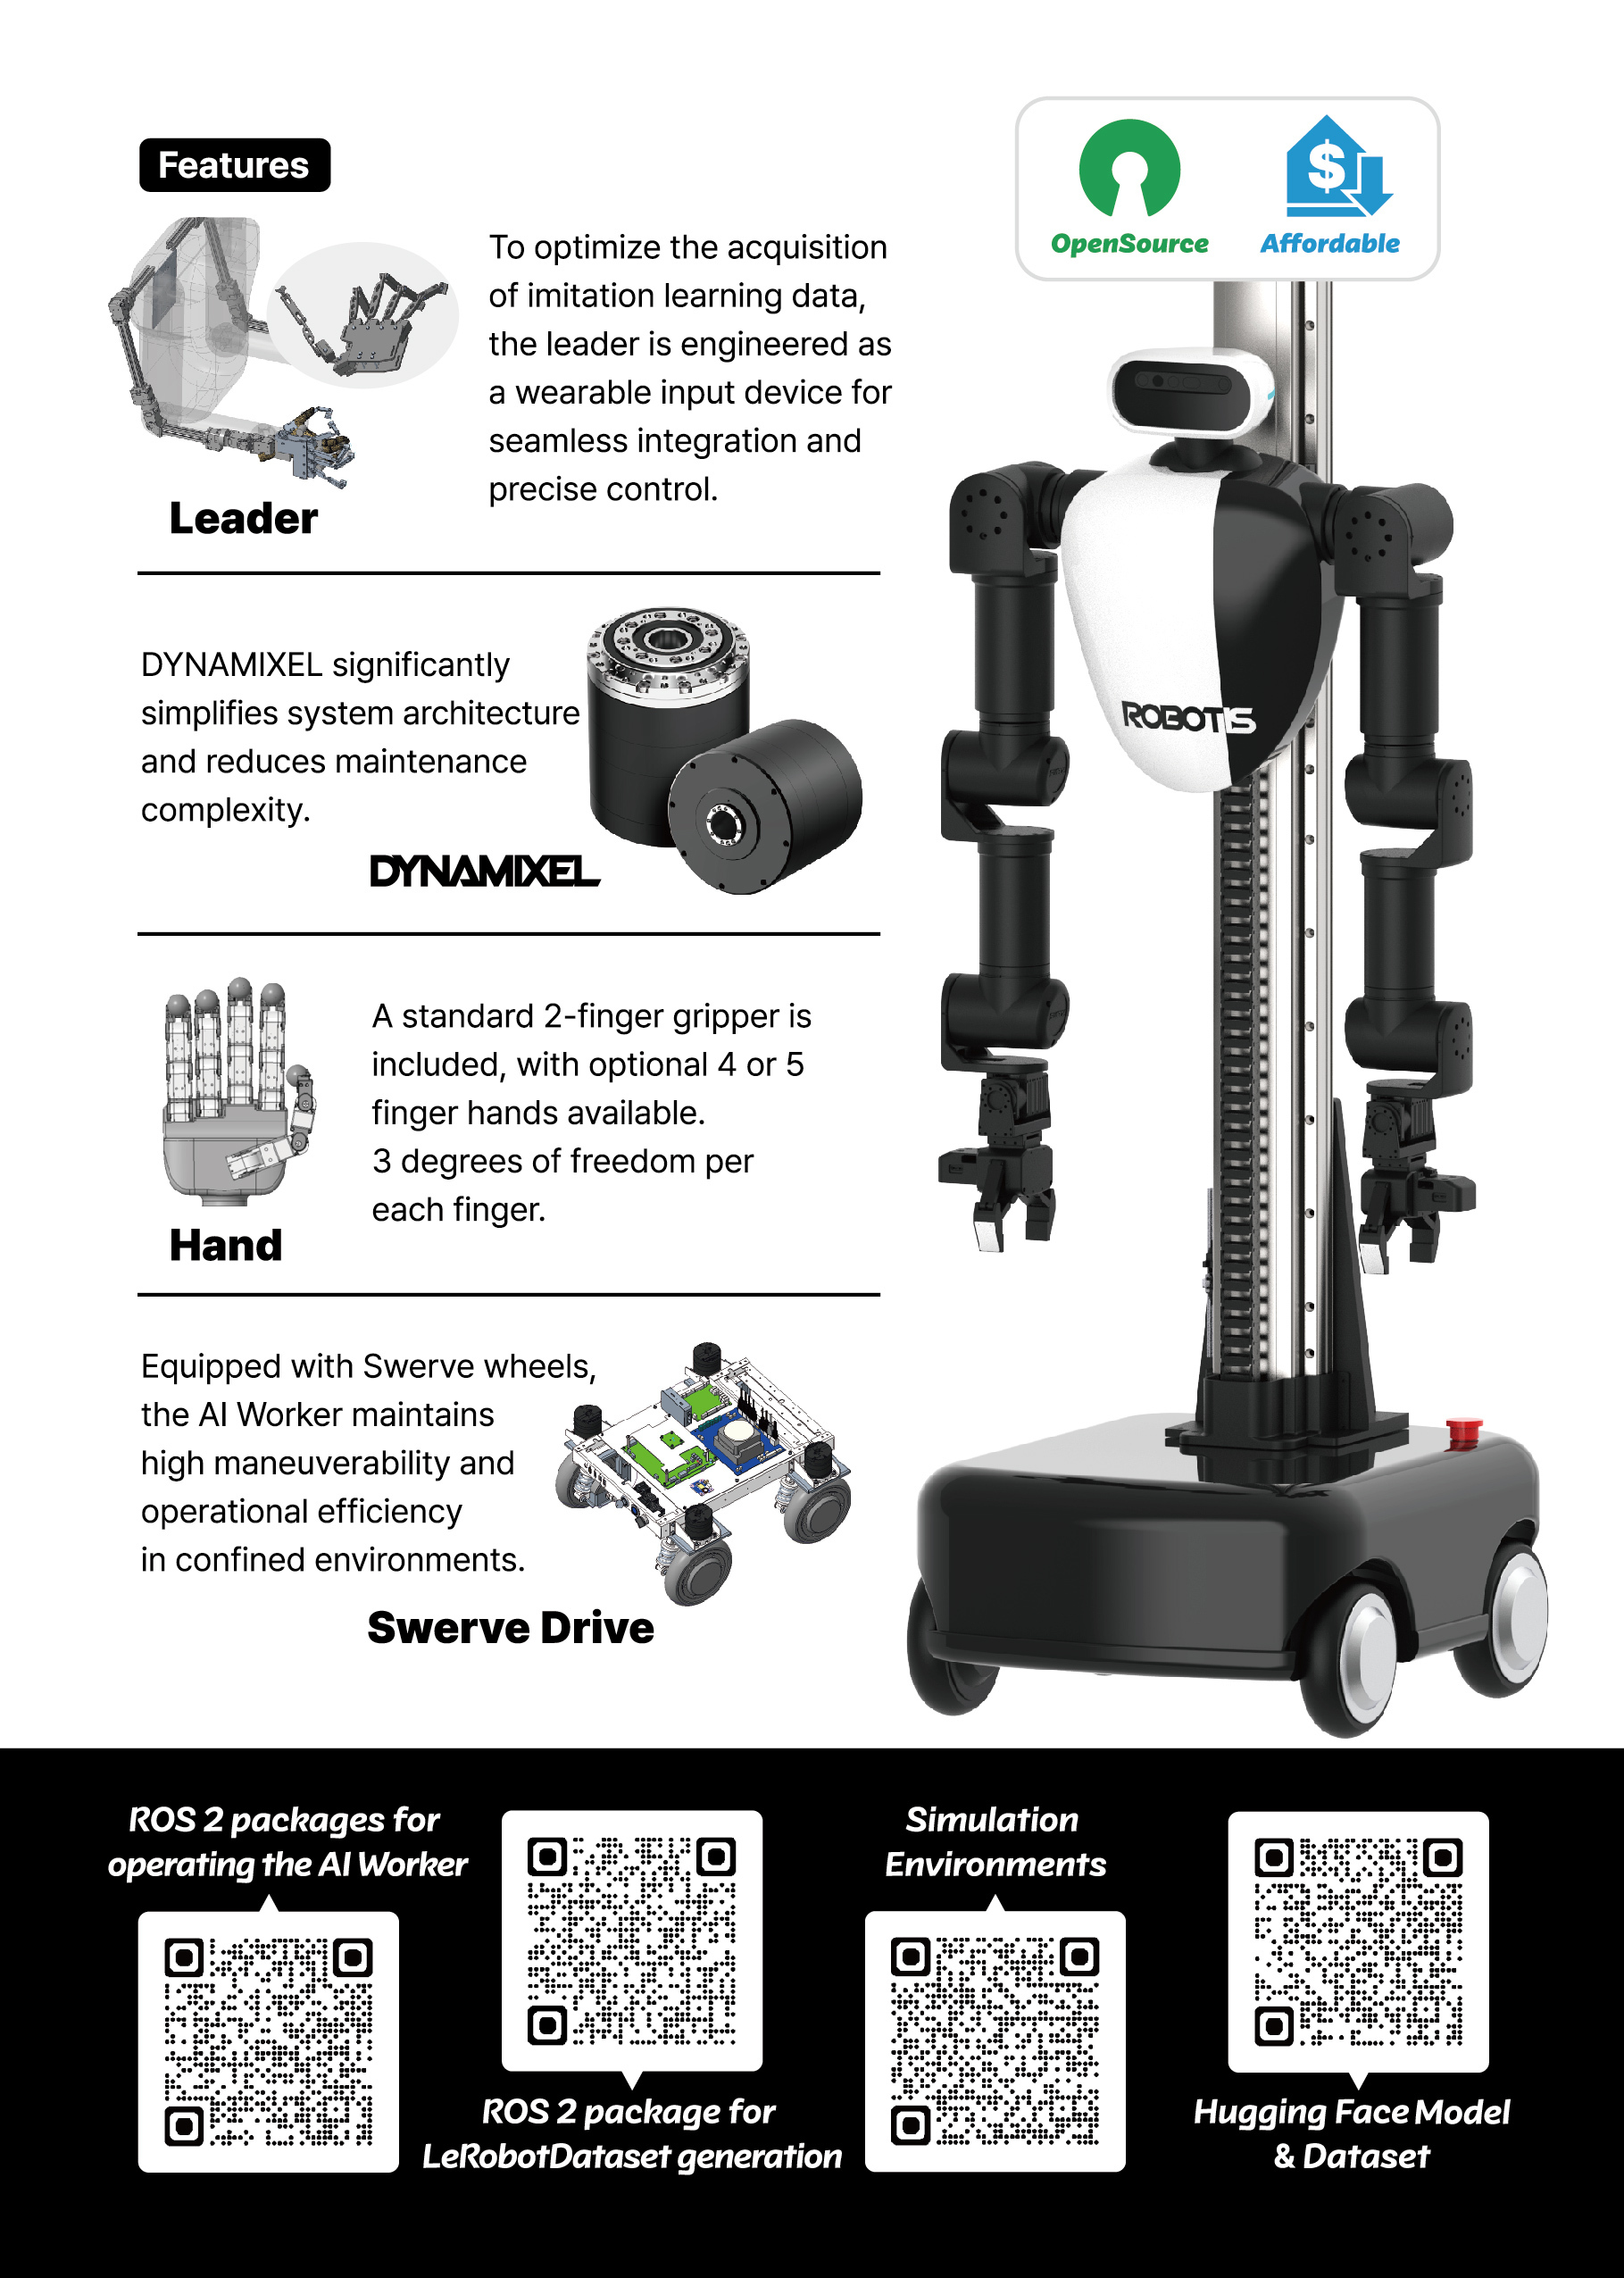 Features
OpenSource
Affordable
To optimize the acquisition
of imitation learning data,
the leader is engineered as
a wearable input device for
seamless integration and
precise control.
Leader
DYNAMIXEL significantly
simplifies system architecture
and reduces maintenance
complexity.
DYNAMIXEL
ROBOTIS
A standard 2-finger gripper is
included, with optional 4 or 5
finger hands available.
3 degrees of freedom per
each finger.
Hand
Equipped with Swerve wheels,
the AI Worker maintains
high maneuverability and
operational efficiency
in confined environments.
Swerve Drive
ROS 2 packages for
operating the AI Worker
ROS 2 package for
LeRobotDataset generation
Simulation
Environments
Hugging Face Model
& Dataset